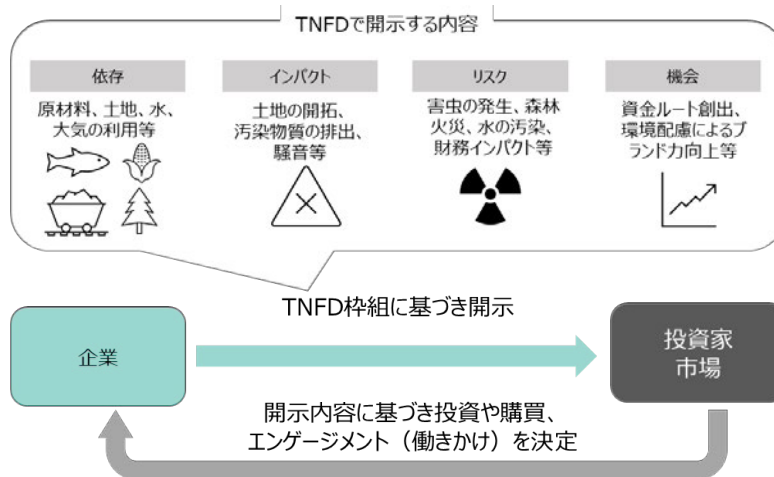 TNFDで開示する内容
依存
原材料、土地、水、
大気の利用等
インパクト
土地の開拓、
汚染物質の排出、
騒音等
リスク
害虫の発生、森林
火災、水の汚染、
財務インパクト等
機会
資金ルート創出、
環境配慮によるブ
ランド力向上等
TNFD枠組に基づき開示
企業
投資家
市場
開示内容に基づき投資や購買、
エンゲージメント（働きかけ）を決定